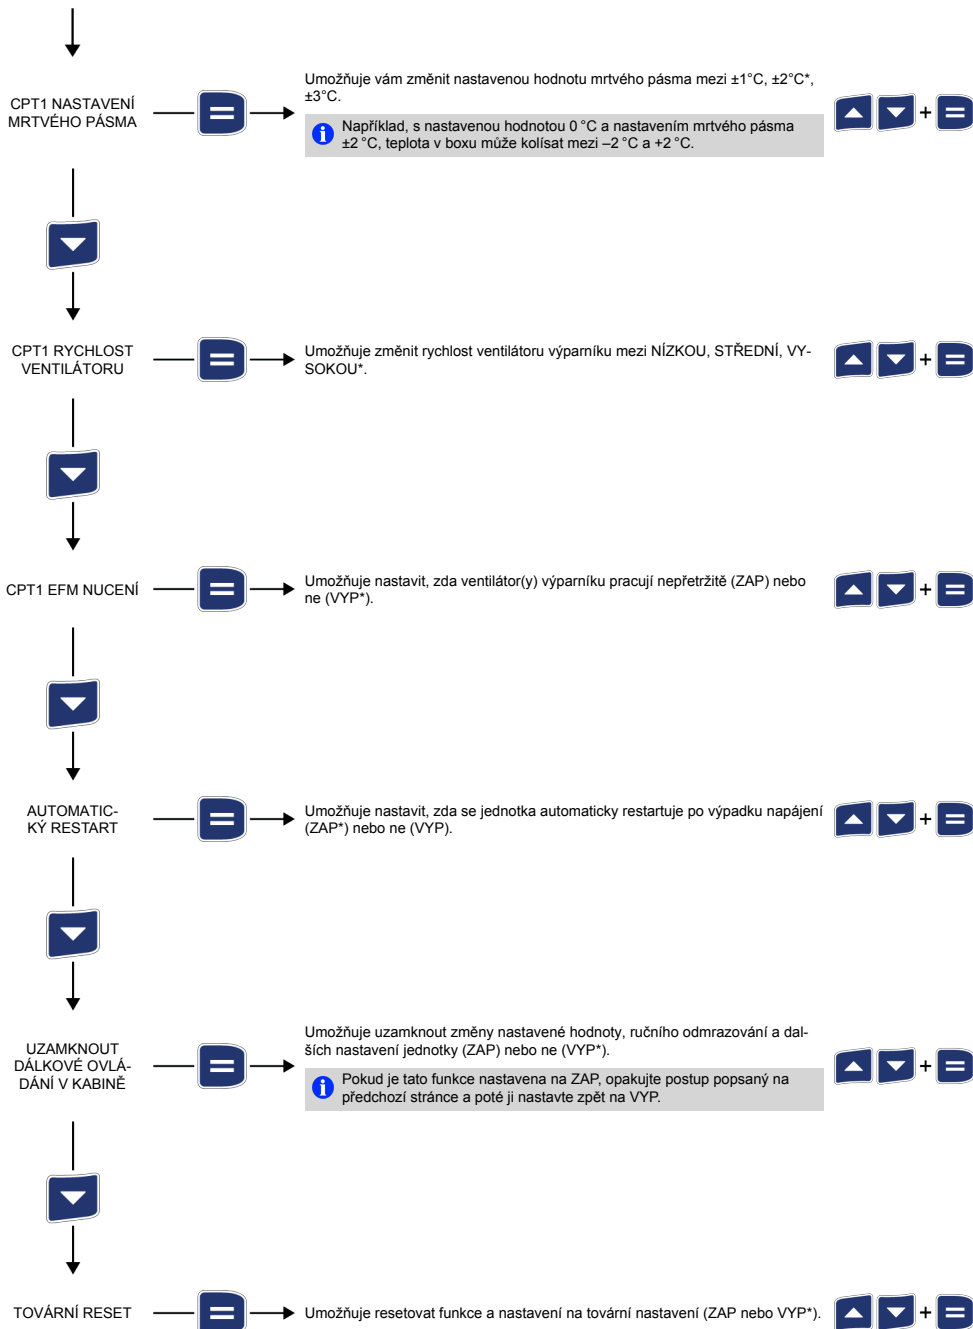 CPT1 NASTAVENÍ
MRTVÉHO PÁSMA
Umožňuje vám změnit nastavenou hodnotu mrtvého pásma mezi ±1°C, ±2°C*,
±3°C.
Například, s nastavenou hodnotou 0 °C a nastavením mrtvého pásma
±2 °C, teplota v boxu může kolísat mezi –2 °C a +2 °C.
+
CPT1 RYCHLOST
VENTILÁTORU
Umožňuje změnit rychlost ventilátoru výparníku mezi NÍZKOU, STŘEDNÍ, VY-
SOKOU*.
+
CPT1 EFM NUCENÍ
Umožňuje nastavit, zda ventilátor(y) výparníku pracují nepřetržitě (ZAP) nebo
ne (VYP*).
+
AUTOMATIC-
KÝ RESTART
Umožňuje nastavit, zda se jednotka automaticky restartuje po výpadku napájení
(ZAP*) nebo ne (VYP).
+
UZAMKNOUT
DÁLKOVÉ OVLÁ-
DÁNÍ V KABINĚ
Umožňuje uzamknout změny nastavené hodnoty, ručního odmrazování a dal-
ších nastavení jednotky (ZAP) nebo ne (VYP*).
Pokud je tato funkce nastavena na ZAP, opakujte postup popsaný na
předchozí stránce a poté ji nastavte zpět na VYP.
+
TOVÁRNÍ RESET
Umožňuje resetovat funkce a nastavení na tovární nastavení (ZAP nebo VYP*).
+